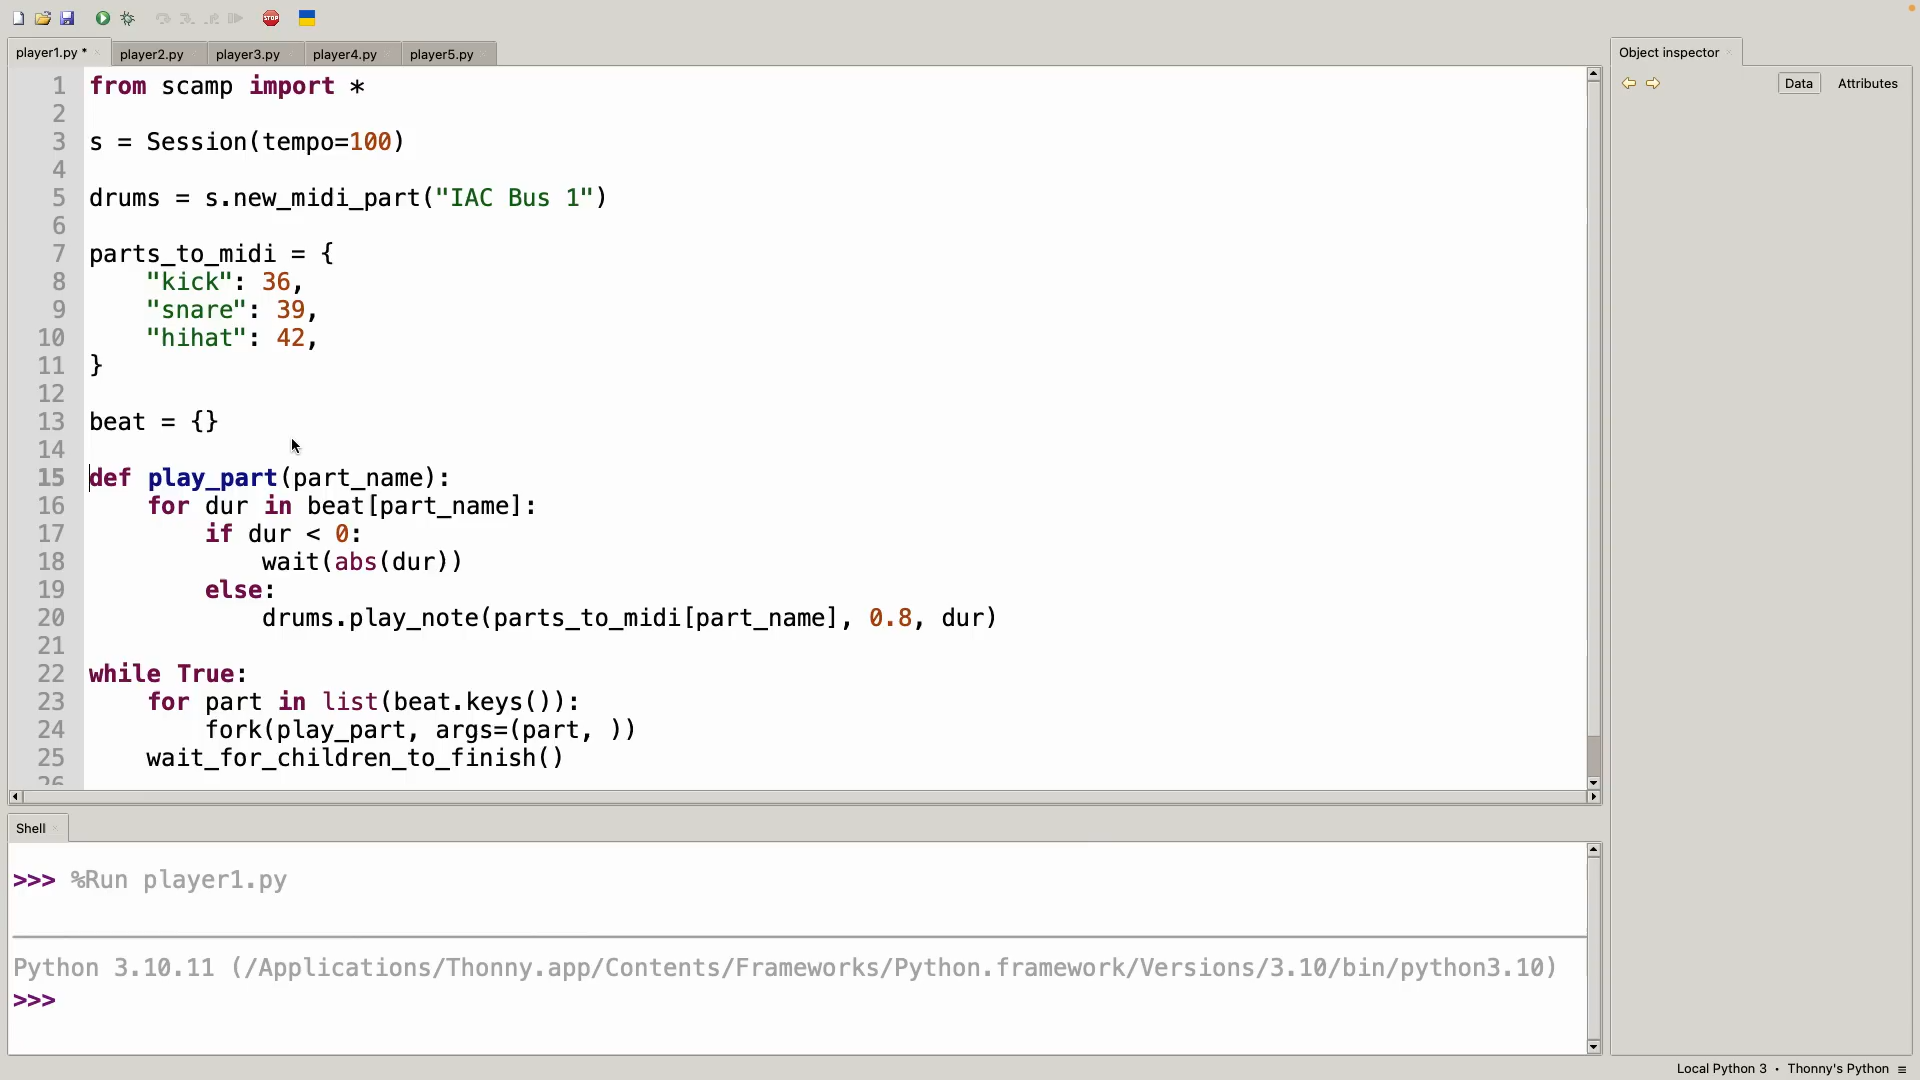 STOP
player1.py *
player2.py
player3.py
player4.py
player5.py
Object inspector
Data
Attributes
1 from scamp import *
2
3 s = Session(tempo=100)
4
5 drums = s.new_midi_part("IAC Bus 1")
6
7 parts_to_midi = {
8 "kick": 36,
9 "snare": 39,
10 "hihat": 42,
11 }
12
13 beat = {}
14
15 def play_part(part_name):
16 for dur in beat[part_name]:
17 if dur < 0:
18 wait(abs(dur))
19 else:
20 drums.play_note(parts_to_midi[part_name], 0.8, dur)
21
22 while True:
23 for part in list(beat.keys()):
24 fork(play_part, args=(part, ))
25 wait_for_children_to_finish()
26
Shell
>>> %Run player1.py
Python 3.10.11 (/Applications/Thonny.app/Contents/Frameworks/Python.framework/Versions/3.10/bin/python3.10)
>>>
Local Python 3 • Thonny's Python ≡